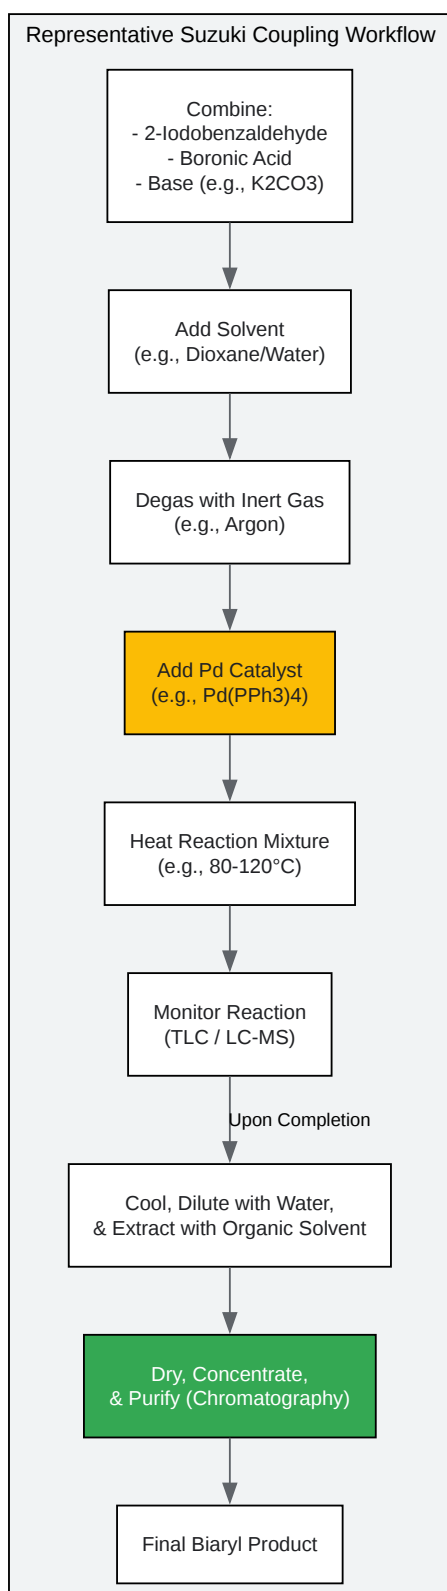 Representative Suzuki Coupling Workflow
Combine:
- 2-Iodobenzaldehyde
- Boronic Acid
- Base (e.g., K2CO3)
Add Solvent
(e.g., Dioxane/Water)
Degas with Inert Gas
(e.g., Argon)
Add Pd Catalyst
(e.g., Pd(PPh3)4)
Heat Reaction Mixture
(e.g., 80-120°C)
Monitor Reaction
(TLC / LC-MS)
Upon Completion
Cool, Dilute with Water,
& Extract with Organic Solvent
Dry, Concentrate,
& Purify (Chromatography)
Final Biaryl Product